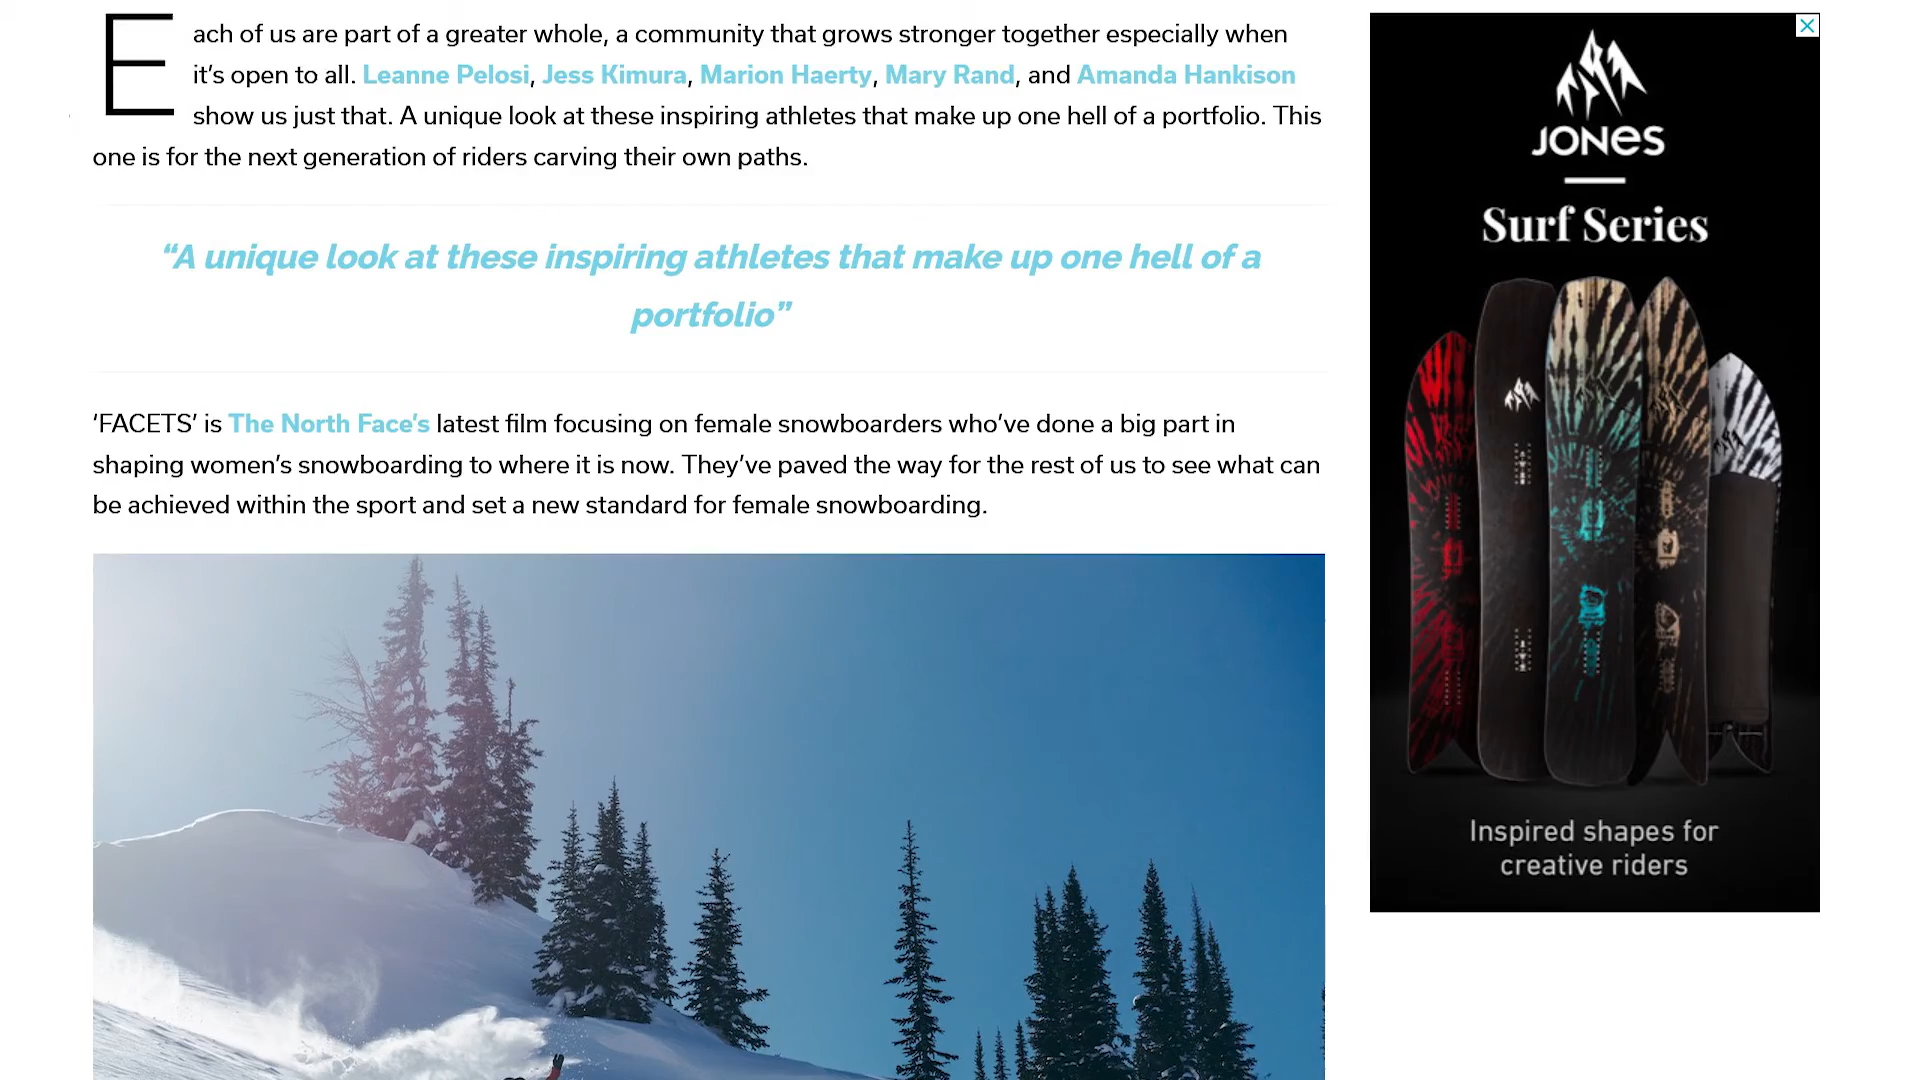 Each of us are part of a greater whole, a community that grows stronger together especially when
it’s open to all. Leanne Pelosi, Jess Kimura, Marion Haerty, Mary Rand, and Amanda Hankison
show us just that. A unique look at these inspiring athletes that make up one hell of a portfolio. This
one is for the next generation of riders carving their own paths.
“A unique look at these inspiring athletes that make up one hell of a
portfolio”
‘FACETS’ is The North Face’s latest film focusing on female snowboarders who’ve done a big part in
shaping women’s snowboarding to where it is now. They’ve paved the way for the rest of us to see what can
be achieved within the sport and set a new standard for female snowboarding.
JONES
Surf Series
Inspired shapes for
creative riders